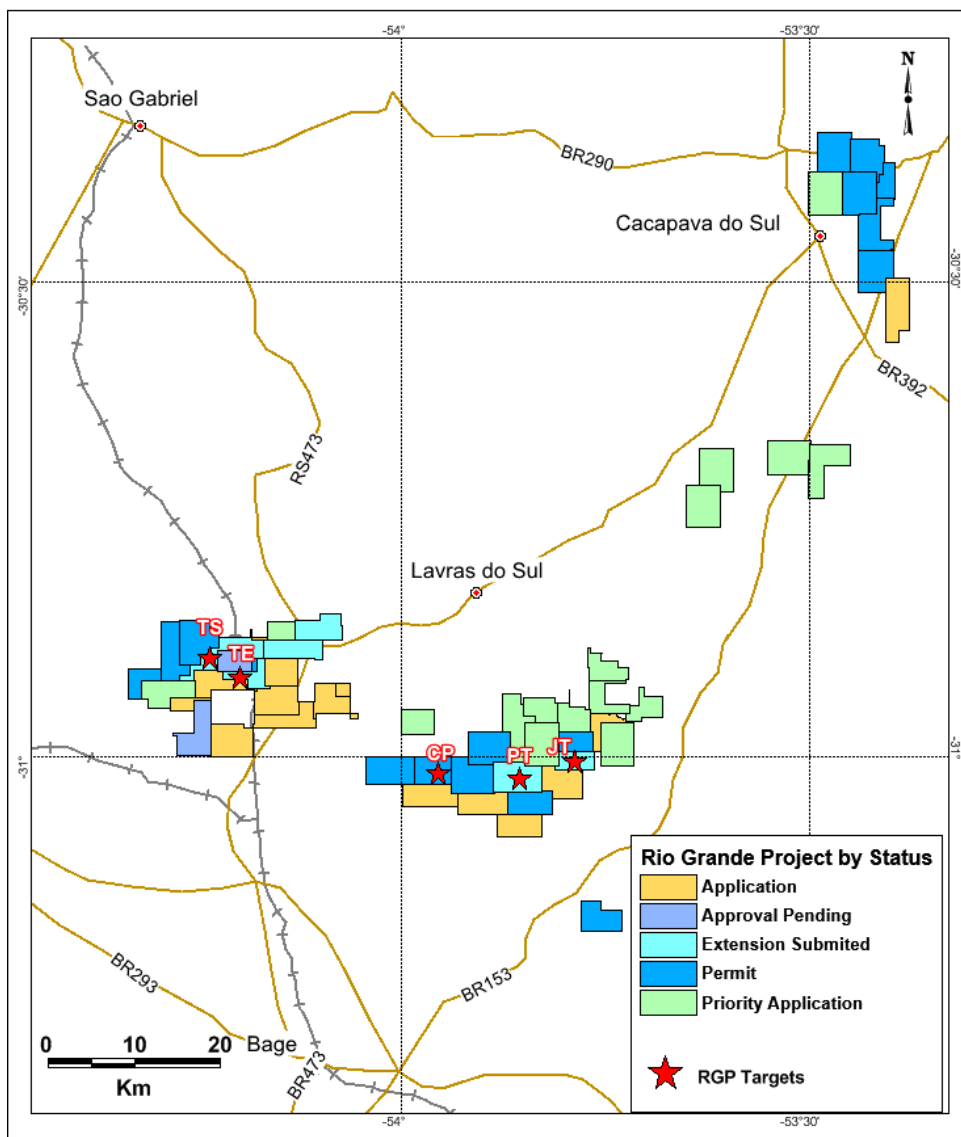 -54°
-53°30'
N
Sao Gabriel
BR290
Cacapava do Sul
-30°30'
-30°30'
BR392
RS473
Lavras do Sul
TS
TE
CP
PT
JT
-31°
-31°
Rio Grande Project by Status
Application
Approval Pending
Extension Submited
Permit
Priority Application
RGP Targets
BR293
BR153
Bage
BR473
0 10 20
Km
-54°
-53°30'